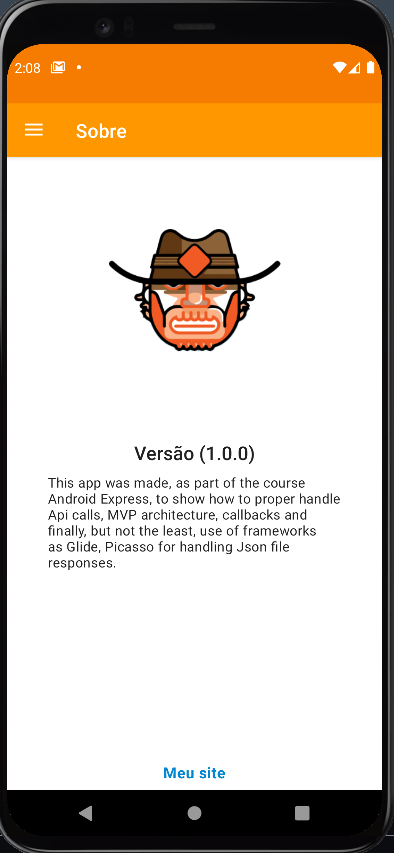 2:08
Sobre
Versão (1.0.0)
This app was made, as part of the course
Android Express, to show how to proper handle
Api calls, MVP architecture, callbacks and
finally, but not the least, use of frameworks
as Glide, Picasso for handling Json file
responses.
Meu site